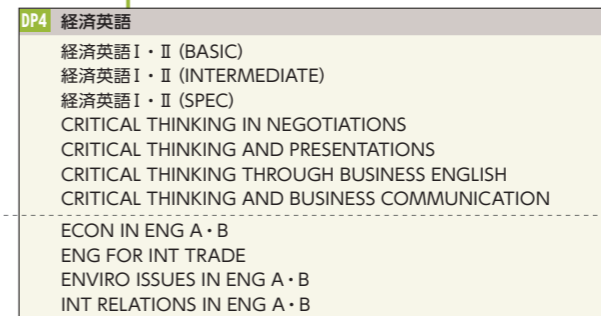 DP4 経済英語
経済英語Ⅰ・Ⅱ (BASIC)
経済英語Ⅰ・Ⅱ (INTERMEDIATE)
経済英語Ⅰ・Ⅱ (SPEC)
CRITICAL THINKING IN NEGOTIATIONS
CRITICAL THINKING AND PRESENTATIONS
CRITICAL THINKING THROUGH BUSINESS ENGLISH
CRITICAL THINKING AND BUSINESS COMMUNICATION
ECON IN ENG A・B
ENG FOR INT TRADE
ENVIRO ISSUES IN ENG A・B
INT RELATIONS IN ENG A・B